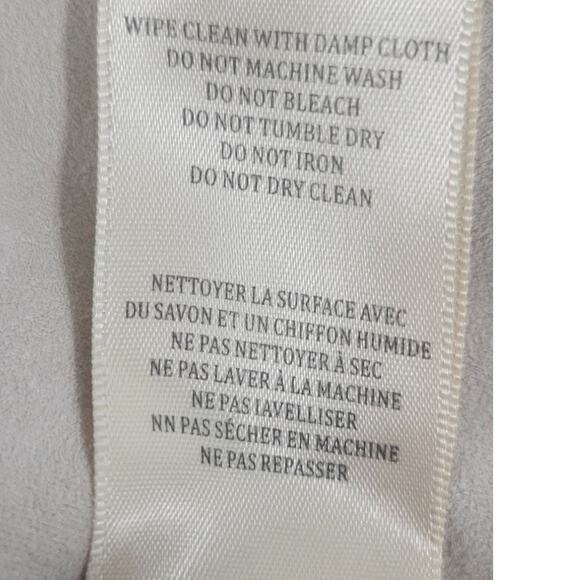 WIPE CLEAN WITH DAMP CLOTH
DO NOT MACHINE WASH
DO NOT BLEACH
DO NOT TUMBLE DRY
DO NOT IRON
DO NOT DRY CLEAN
NETTOYER LA SURFACE AVEC
DU SAVON ET UN CHIFFON HUMIDE
NE PAS NETTOYER À SEC
NE PAS LAVER À LA MACHINE
NE PAS IAVELLISER
NN PAS SÉCHER EN MACHINE
NE PAS REPASSER